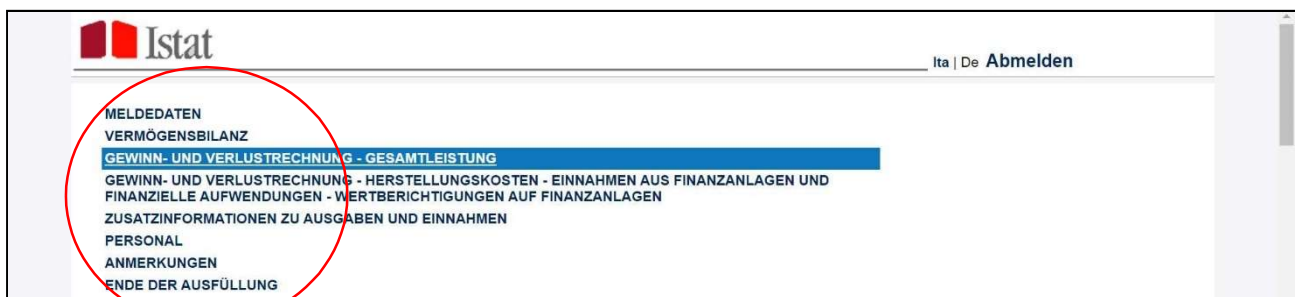 Istat
Ita | De Abmelden
MELDEDATEN
VERMÖGENSBILANZ
GEWINN- UND VERLUSTRECHNUNG - GESAMTLEISTUNG
GEWINN- UND VERLUSTRECHNUNG - HERSTELLUNGSKOSTEN - EINNAHMEN AUS FINANZANLAGEN UND
FINANZIELLE AUFWENDUNGEN - WERTBERICHTIGUNGEN AUF FINANZANLAGEN
ZUSATZINFORMATIONEN ZU AUSGABEN UND EINNAHMEN
PERSONAL
ANMERKUNGEN
ENDE DER AUSFÜLLUNG